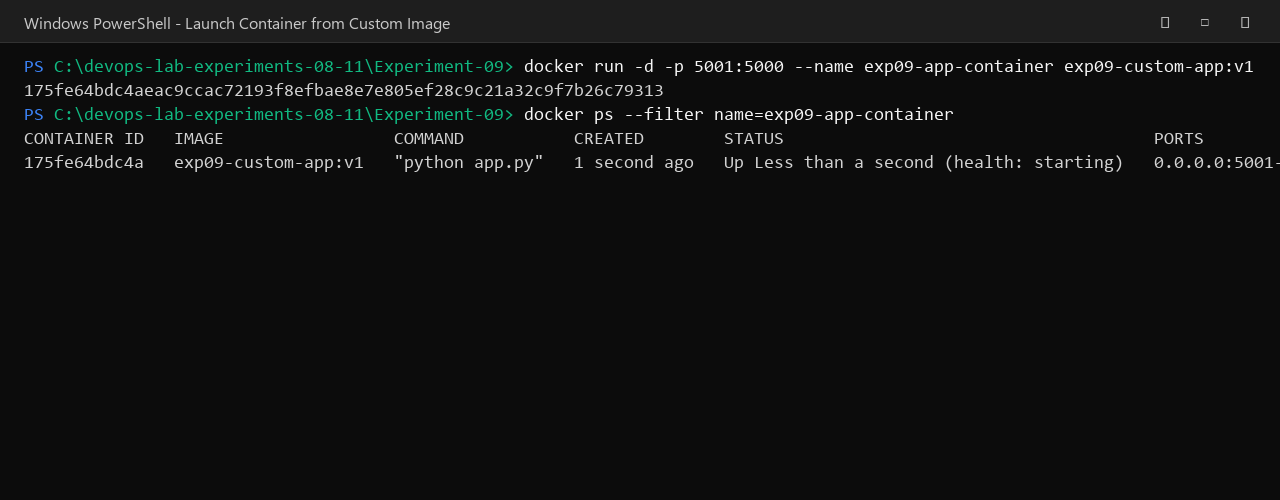 Windows PowerShell - Launch Container from Custom Image
PS C:\devops-lab-experiments-08-11\Experiment-09> docker run -d -p 5001:5000 --name exp09-app-container exp09-custom-app:v1
175fe64bdc4aeac9ccac72193f8efbae8e7e805ef28c9c21a32c9f7b26c79313
PS C:\devops-lab-experiments-08-11\Experiment-09> docker ps --filter name=exp09-app-container
CONTAINER ID   IMAGE                 COMMAND           CREATED        STATUS                                     PORTS
175fe64bdc4a   exp09-custom-app:v1   "python app.py"   1 second ago   Up Less than a second (health: starting)   0.0.0.0:5001-